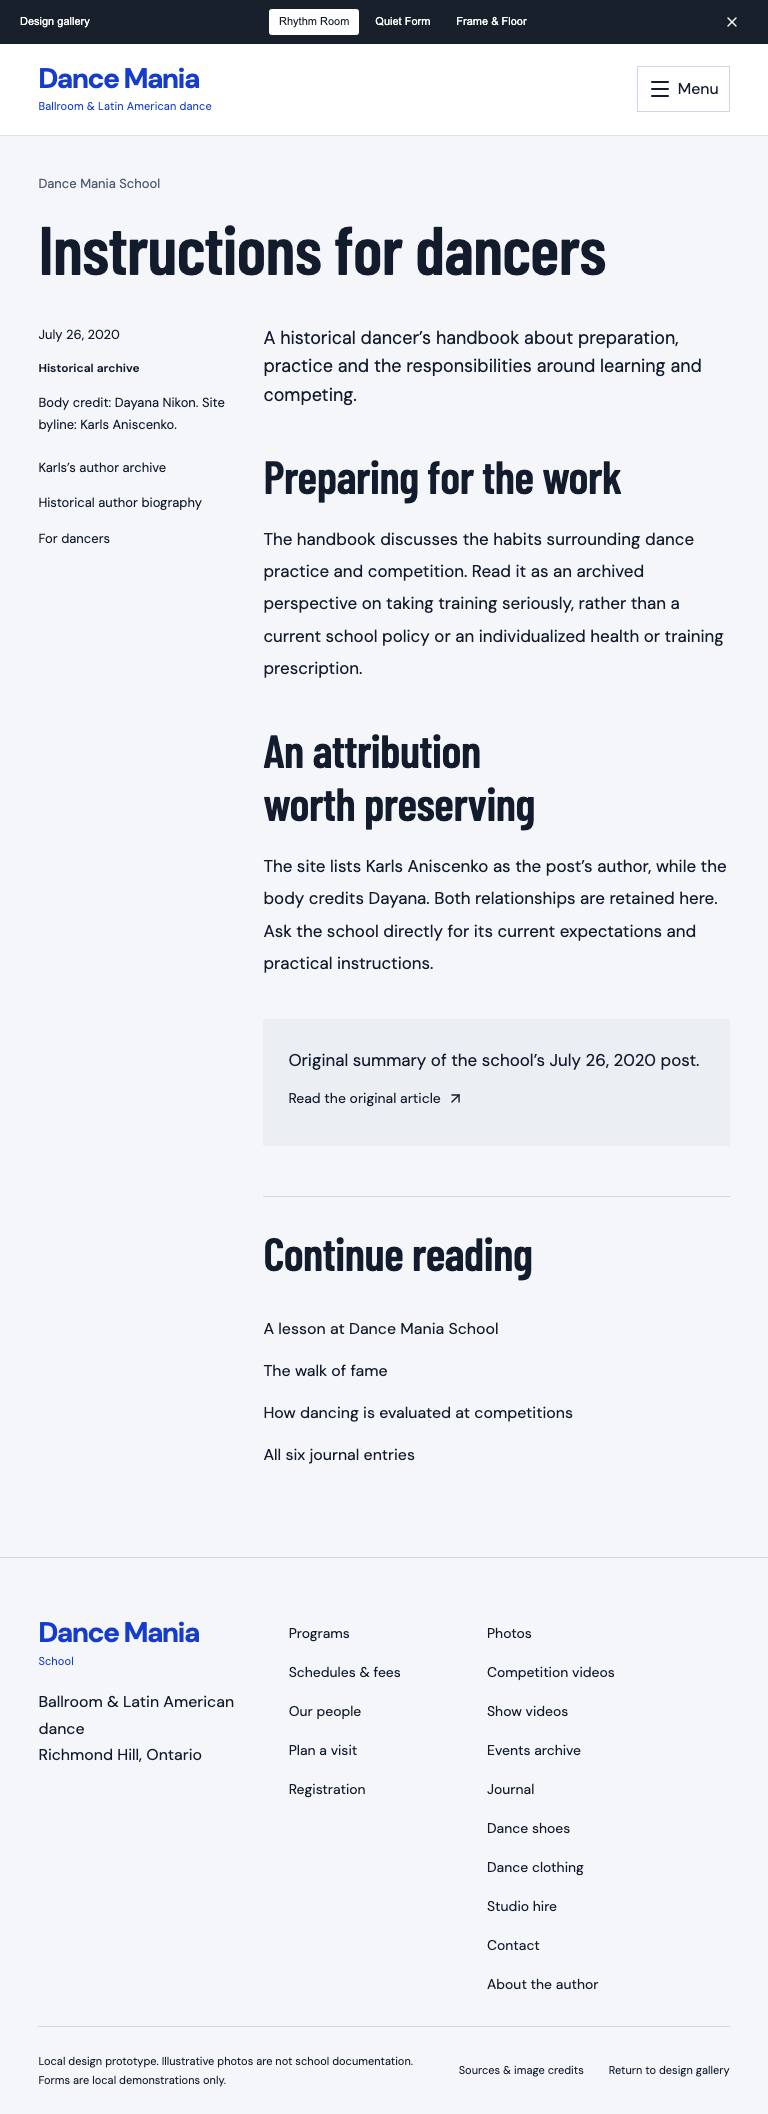 Design gallery
Rhythm Room
Quiet Form
Frame & Floor
Dance Mania
Ballroom & Latin American dance
Menu
Dance Mania School
Instructions for dancers
July 26, 2020
Historical archive
Body credit: Dayana Nikon. Site
byline: Karls Aniscenko.
Karls’s author archive
Historical author biography
For dancers
A historical dancer’s handbook about preparation,
practice and the responsibilities around learning and
competing.
Preparing for the work
The handbook discusses the habits surrounding dance
practice and competition. Read it as an archived
perspective on taking training seriously, rather than a
current school policy or an individualized health or training
prescription.
An attribution
worth preserving
The site lists Karls Aniscenko as the post’s author, while the
body credits Dayana. Both relationships are retained here.
Ask the school directly for its current expectations and
practical instructions.
Original summary of the school’s July 26, 2020 post.
Read the original article
Continue reading
A lesson at Dance Mania School
The walk of fame
How dancing is evaluated at competitions
All six journal entries
Dance Mania
School
Ballroom & Latin American
dance
Richmond Hill, Ontario
Programs
Schedules & fees
Our people
Plan a visit
Registration
Photos
Competition videos
Show videos
Events archive
Journal
Dance shoes
Dance clothing
Studio hire
Contact
About the author
Local design prototype. Illustrative photos are not school documentation.
Forms are local demonstrations only.
Sources & image credits
Return to design gallery